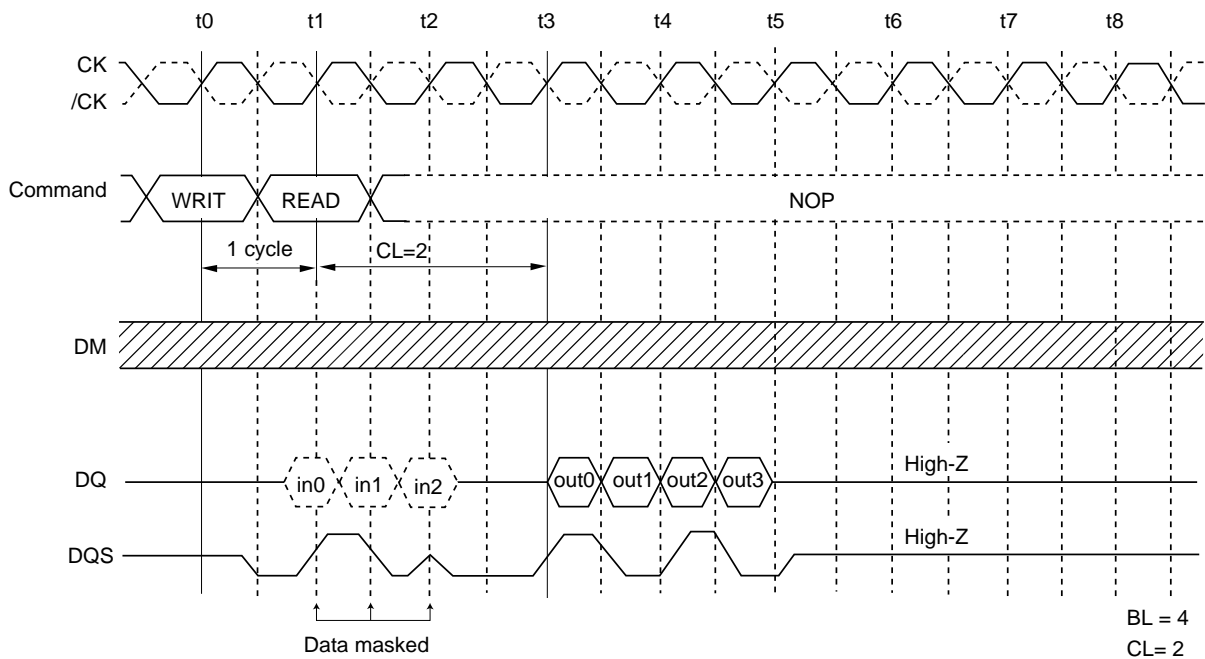 t0 t1 t2 t3 t4 t5 t6 t7 t8
CK
/CK
Command WRIT READ NOP
1 cycle CL=2
DM
DQ in0 in1 in2 out0 out1 out2 out3 High-Z
DQS High-Z
Data masked
BL = 4
CL= 2